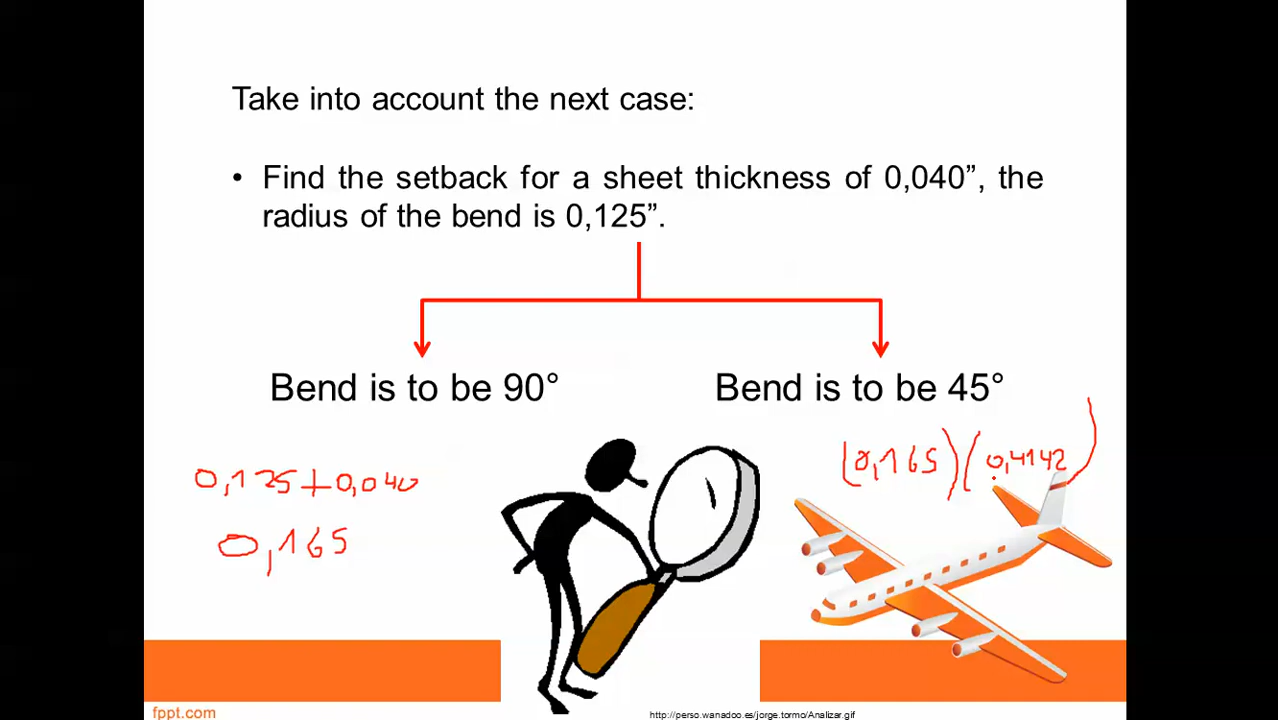 Take into account the next case:
• Find the setback for a sheet thickness of 0,040”, the
radius of the bend is 0,125”.
Bend is to be 90°
Bend is to be 45°
0,125+0,040
0,165
(0,165)(0,4142)
fppt.com
http://perso.wanadoo.es/jorge.tormo/Analizar.gif